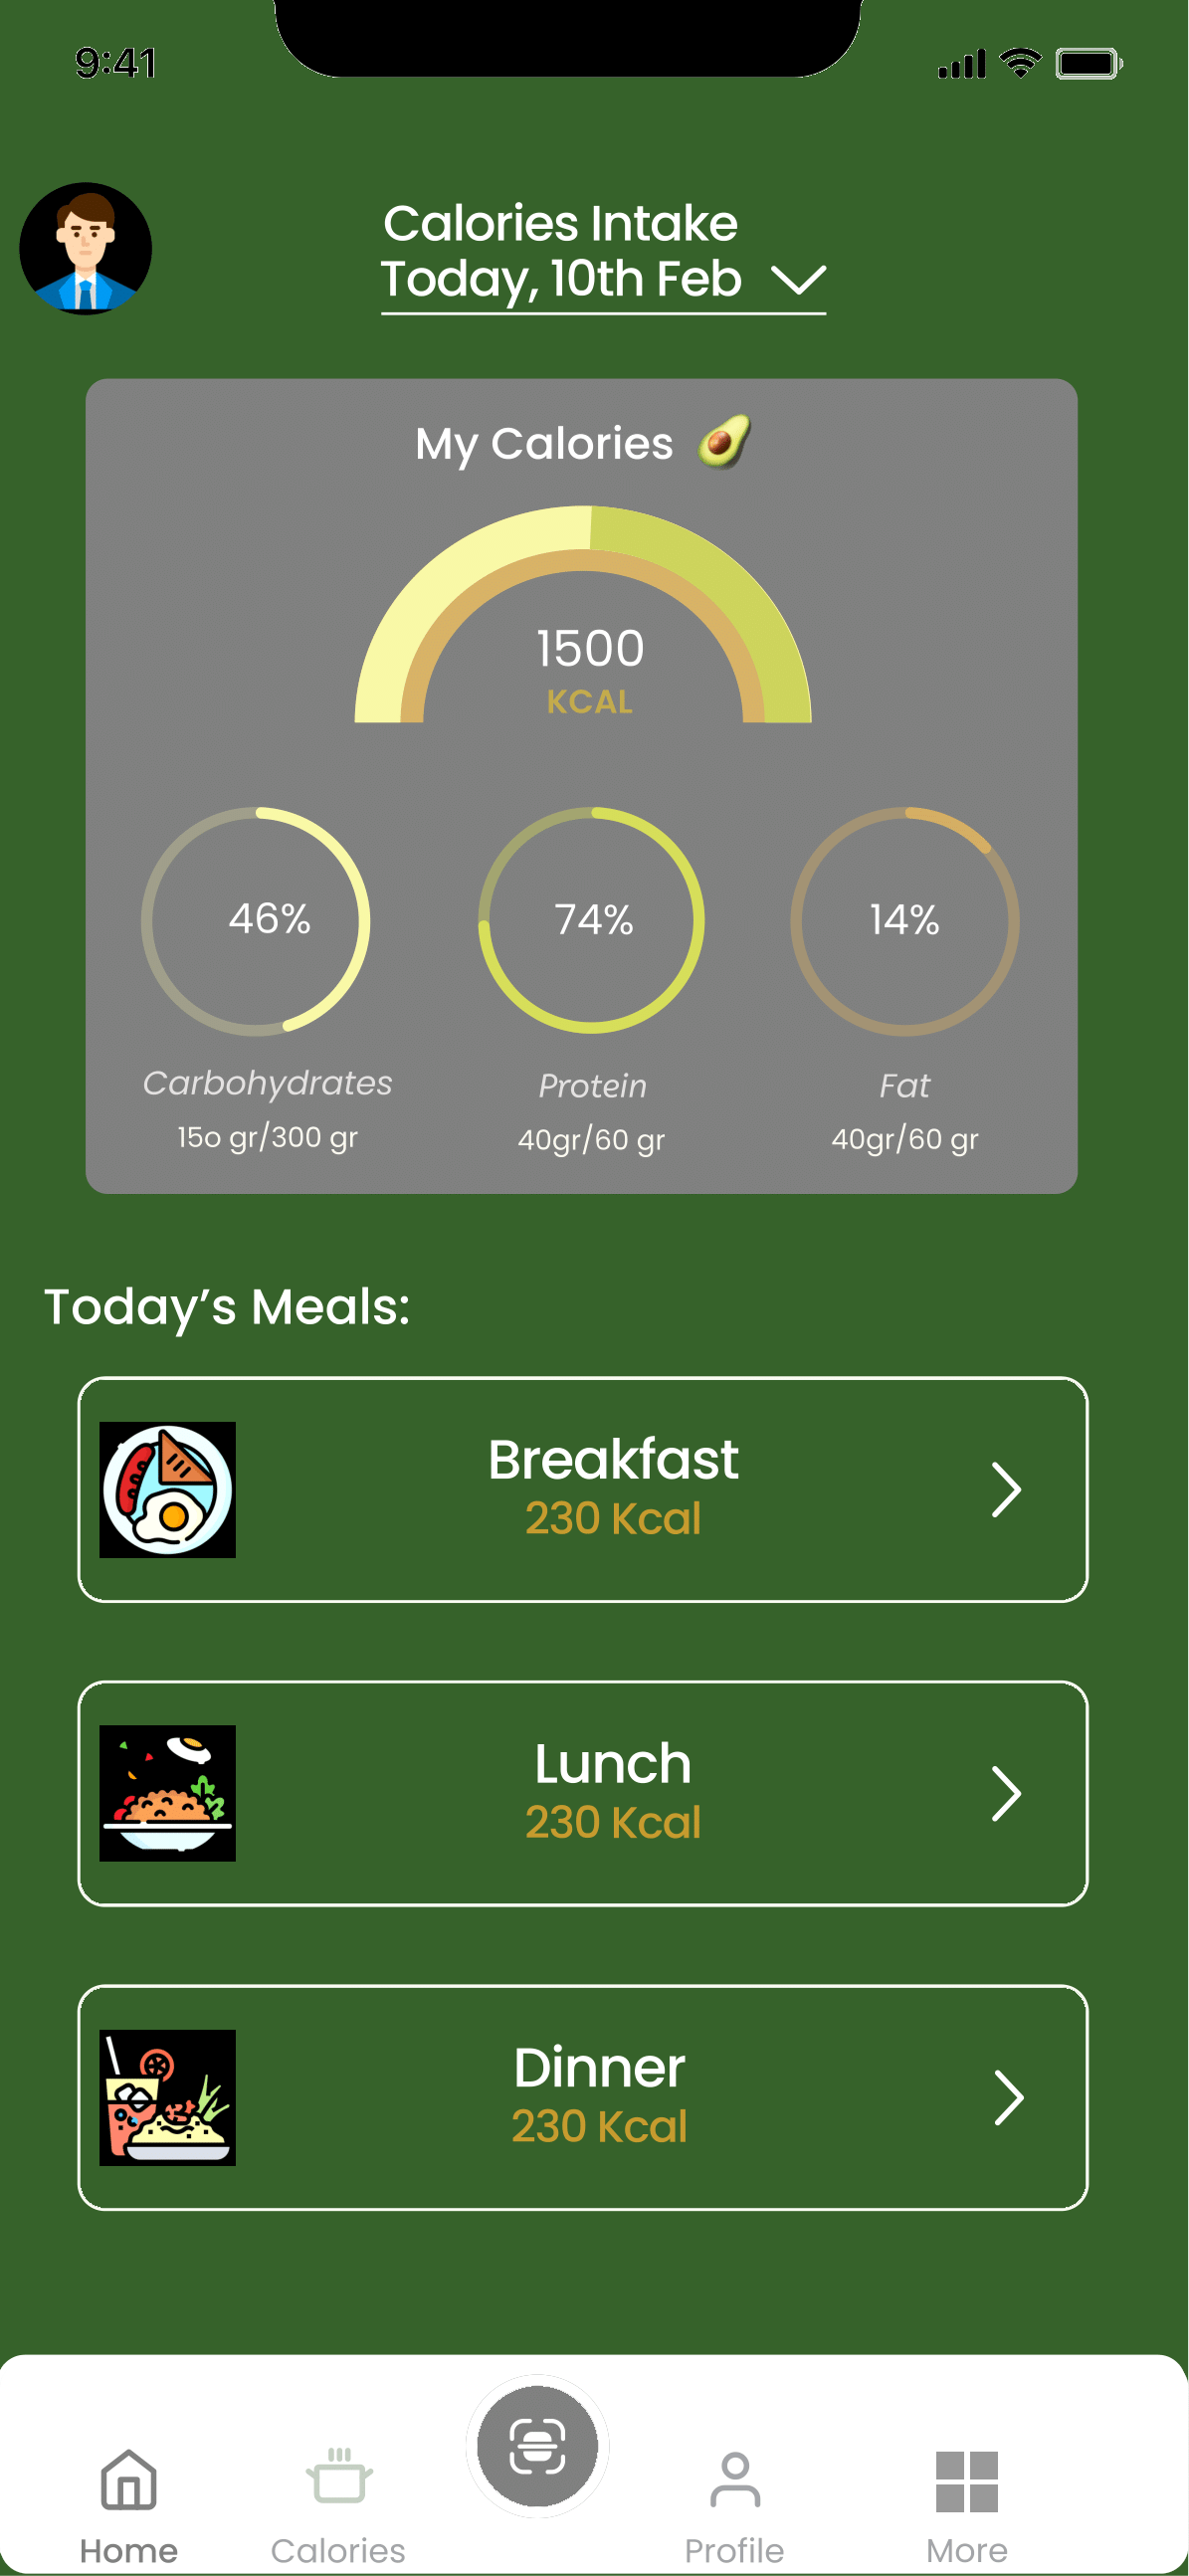 9:41
Calories Intake
Today, 10th Feb
My Calories
1500
KCAL
46%
74%
14%
Carbohydrates
Protein
Fat
15o gr/300 gr
40gr/60 gr
40gr/60 gr
Today’s Meals:
Breakfast
230 Kcal
Lunch
230 Kcal
Dinner
230 Kcal
Home
Calories
Profile
More